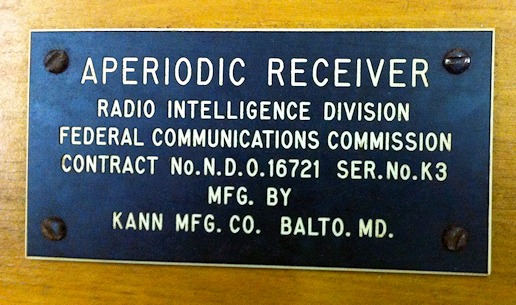 APERIODIC RECEIVER
RADIO INTELLIGENCE DIVISION
FEDERAL COMMUNICATIONS COMMISSION
CONTRACT No.N.D.O.16721 SER.No.K3
MFG. BY
KANN MFG. CO. BALTO. MD.